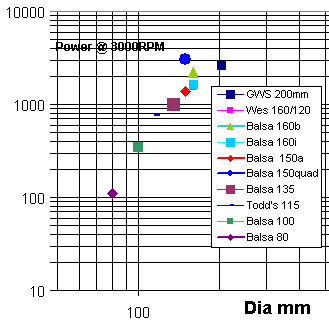 10000
Power @ 3000RPM
GWS 200mm
Wes 160/120
1000
Balsa 160b
Balsa 160i
Balsa  150a
Balsa 150quad
Balsa 135
Todd's 115
100
Balsa 100
Balsa 80
10
100
Dia mm